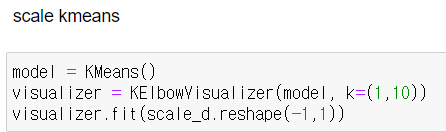 scale kmeans
model = KMeans()
visualizer = KElbowVisualizer(model, k=(1,10))
visualizer.fit(scale_d.reshape(-1,1))